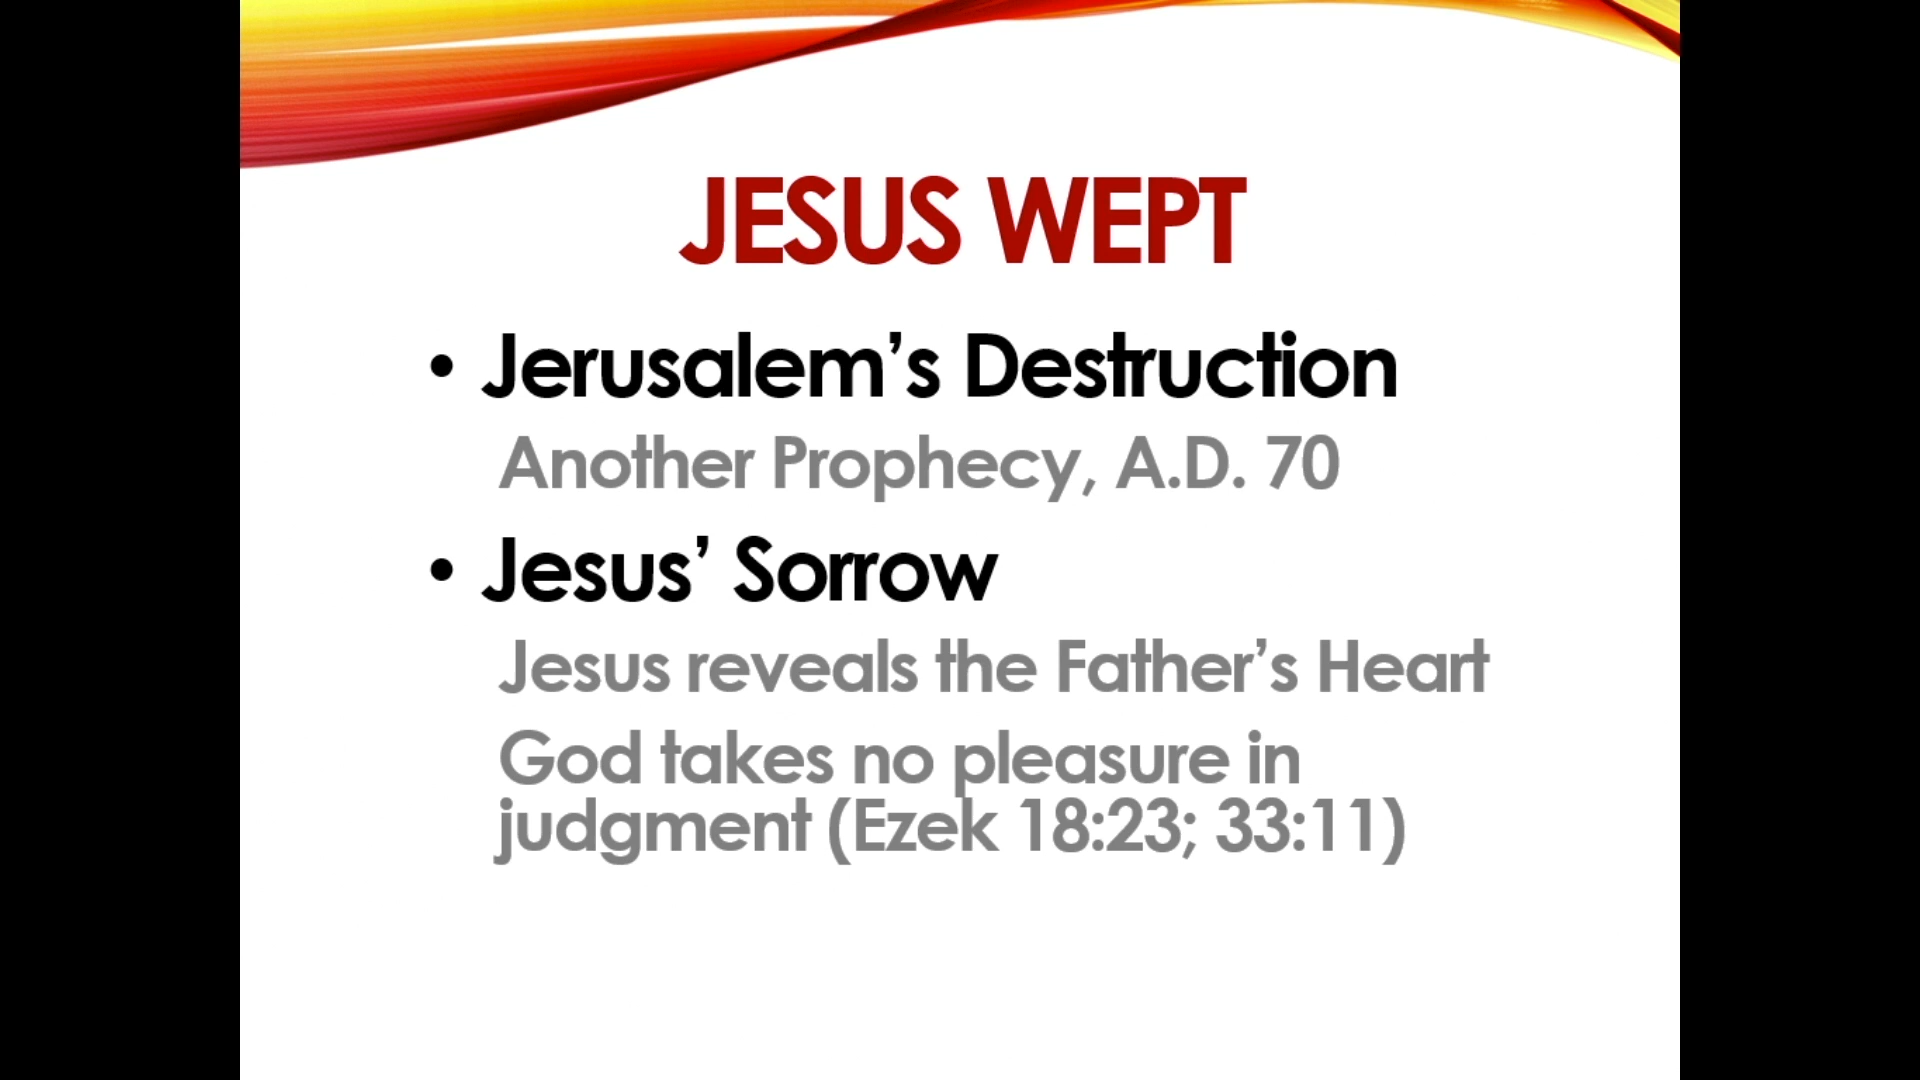 JESUS WEPT
• Jerusalem’s Destruction
Another Prophecy, A.D. 70
• Jesus’ Sorrow
Jesus reveals the Father’s Heart
God takes no pleasure in
judgment (Ezek 18:23; 33:11)